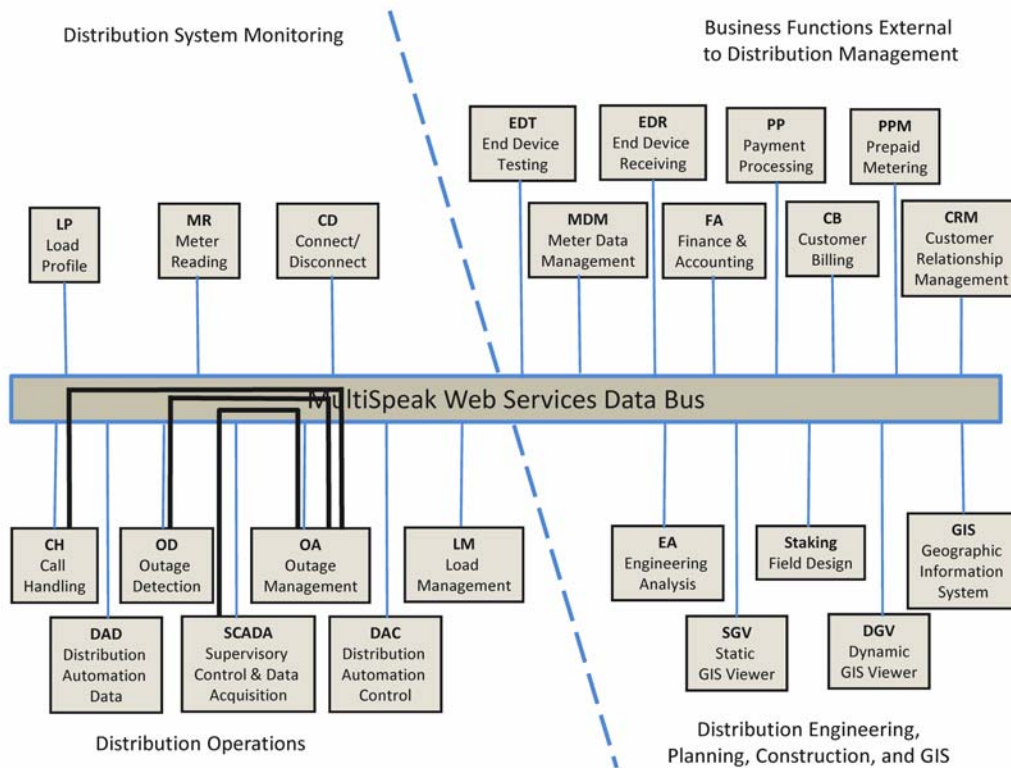 Distribution System Monitoring
Business Functions External
to Distribution Management
EDT
End Device
Testing
EDR
End Device
Receiving
PP
Payment
Processing
PPM
Prepaid
Metering
LP
Load
Profile
MR
Meter
Reading
CD
Connect/
Disconnect
MDM
Meter Data
Management
FA
Finance &
Accounting
CB
Customer
Billing
CRM
Customer
Relationship
Management
MultiSpeak Web Services Data Bus
CH
Call
Handling
OD
Outage
Detection
OA
Outage
Management
LM
Load
Management
EA
Engineering
Analysis
Staking
Field Design
GIS
Geographic
Information
System
DAD
Distribution
Automation
Data
SCADA
Supervisory
Control & Data
Acquisition
DAC
Distribution
Automation
Control
SGV
Static
GIS Viewer
DGV
Dynamic
GIS Viewer
Distribution Operations
Distribution Engineering,
Planning, Construction, and GIS